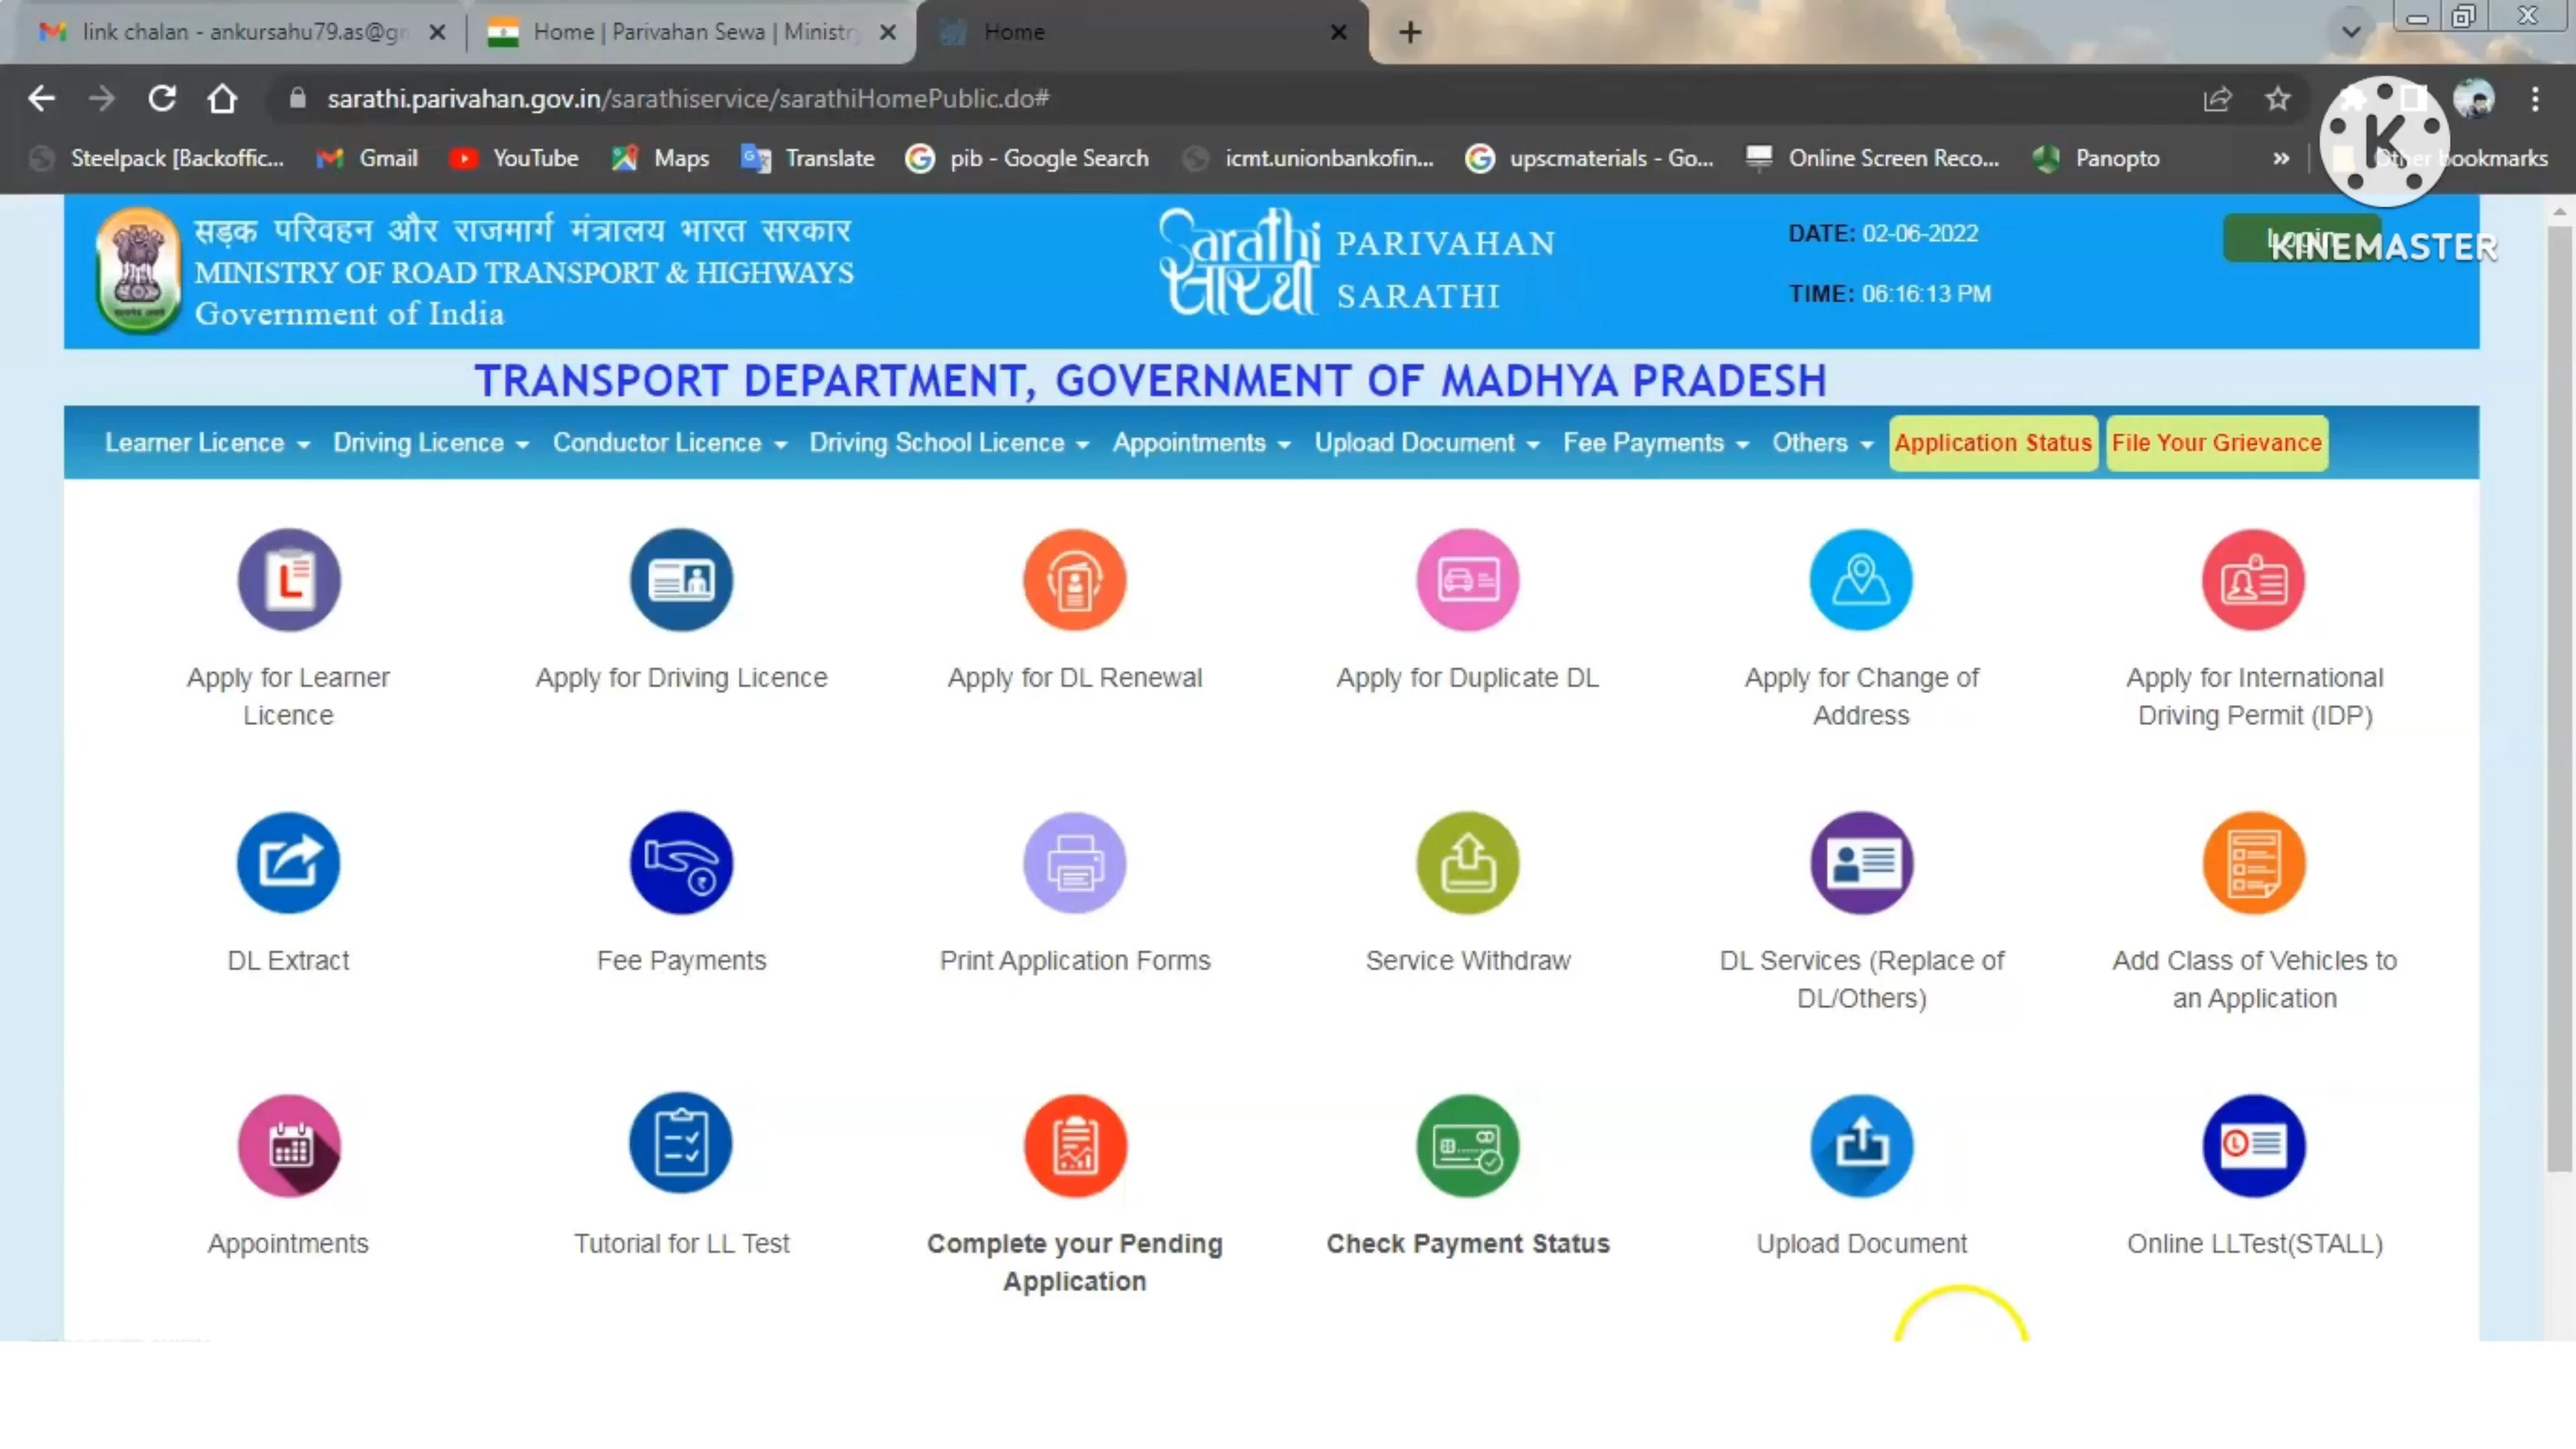 link chalan - ankursahu79.as@gm
Home | Parivahan Sewa | Ministry
Home
sarathi.parivahan.gov.in/sarathiservice/sarathiHomePublic.do#
Steelpack [Backoffic... Gmail YouTube Maps Translate pib - Google Search icmt.unionbankofin... upscmaterials - Go... Online Screen Reco... Panopto » Other bookmarks
K
KINEMASTER
सड़क परिवहन और राजमार्ग मंत्रालय भारत सरकार
MINISTRY OF ROAD TRANSPORT & HIGHWAYS
Government of India
Sarathi
सारथी
PARIVAHAN
SARATHI
DATE: 02-06-2022
TIME: 06:16:13 PM
Login
TRANSPORT DEPARTMENT, GOVERNMENT OF MADHYA PRADESH
Learner Licence Driving Licence Conductor Licence Driving School Licence Appointments Upload Document Fee Payments Others Application Status File Your Grievance
L
Apply for Learner
Licence
Apply for Driving Licence
Apply for DL Renewal
Apply for Duplicate DL
Apply for Change of
Address
Apply for International
Driving Permit (IDP)
DL Extract
₹
Fee Payments
Print Application Forms
Service Withdraw
DL Services (Replace of
DL/Others)
Add Class of Vehicles to
an Application
Appointments
Tutorial for LL Test
Complete your Pending
Application
Check Payment Status
Upload Document
L
Online LLTest(STALL)